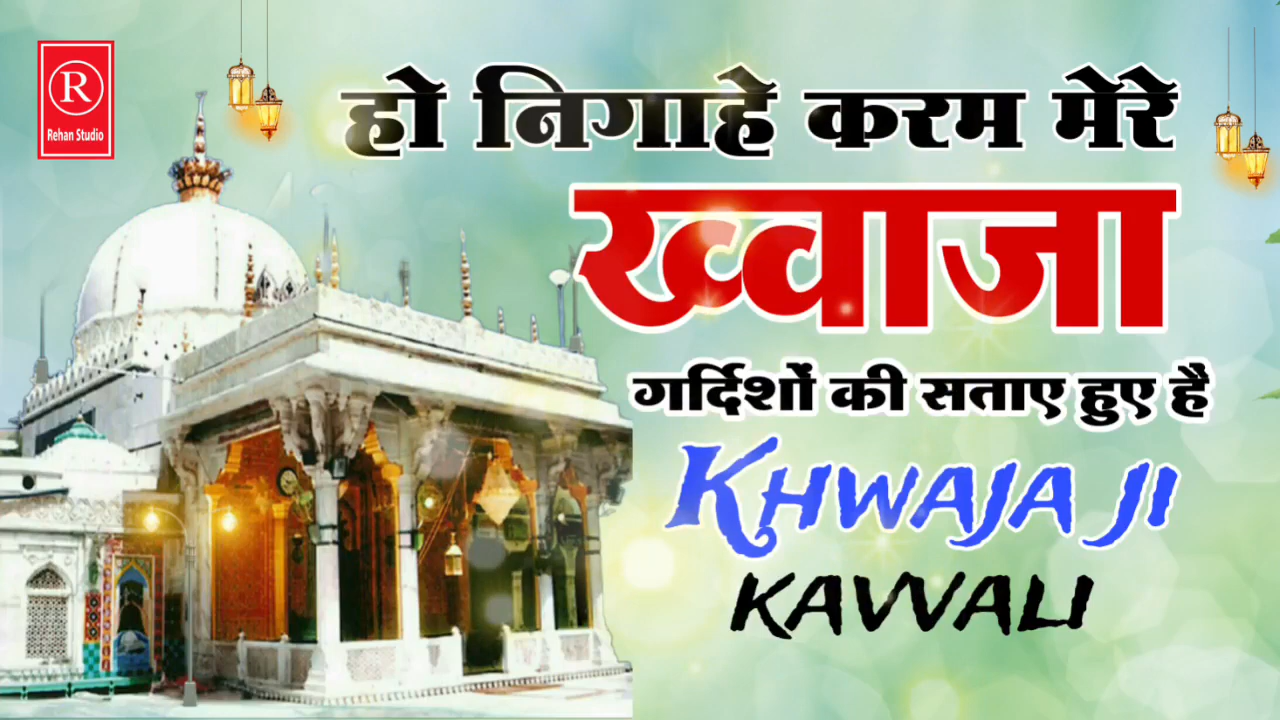 R
Rehan Studio
हो निगाहे करम मेरे
ख्वाजा
गर्दिशों की सताए हुए है
KHWAJA JI
KAVVALI